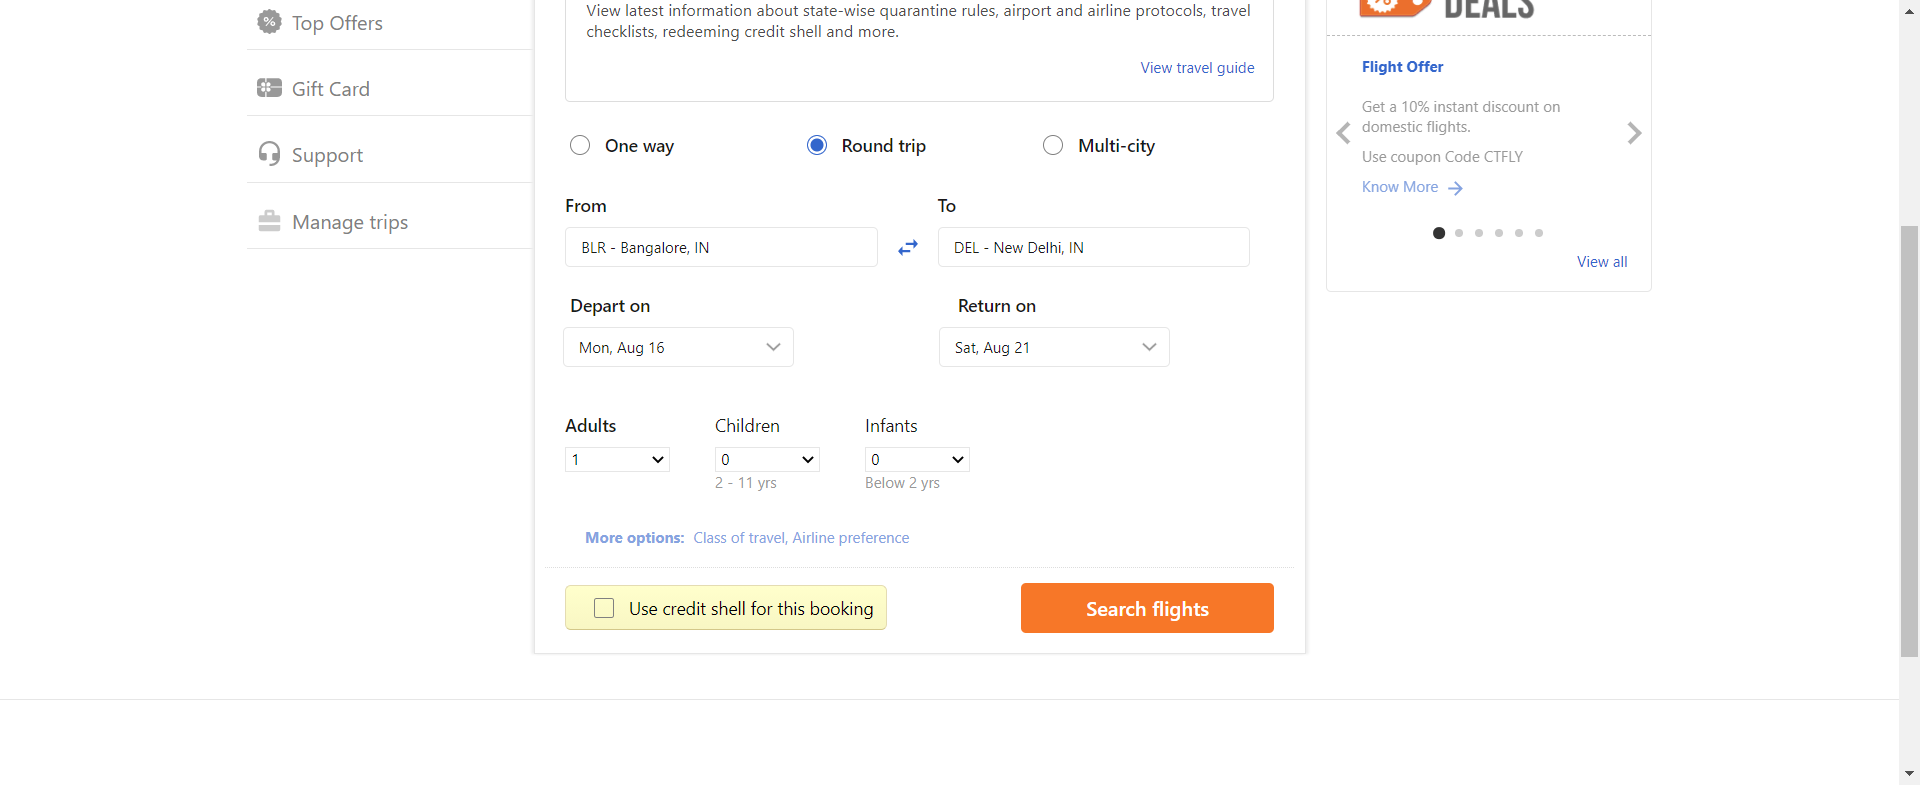 Top Offers
Gift Card
Support
Manage trips
View latest information about state-wise quarantine rules, airport and airline protocols, travel
checklists, redeeming credit shell and more.
View travel guide
One way
Round trip
Multi-city
From
To
BLR - Bangalore, IN
DEL - New Delhi, IN
Depart on
Return on
Mon, Aug 16
Sat, Aug 21
Adults
Children
Infants
1
0
0
2 - 11 yrs
Below 2 yrs
More options: Class of travel, Airline preference
Use credit shell for this booking
Search flights
DEALS
Flight Offer
Get a 10% instant discount on
domestic flights.
Use coupon Code CTFLY
Know More
View all